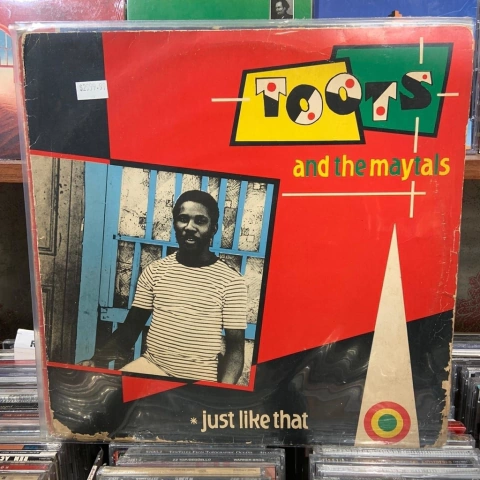 TOOTS
and the maytals
* just like that